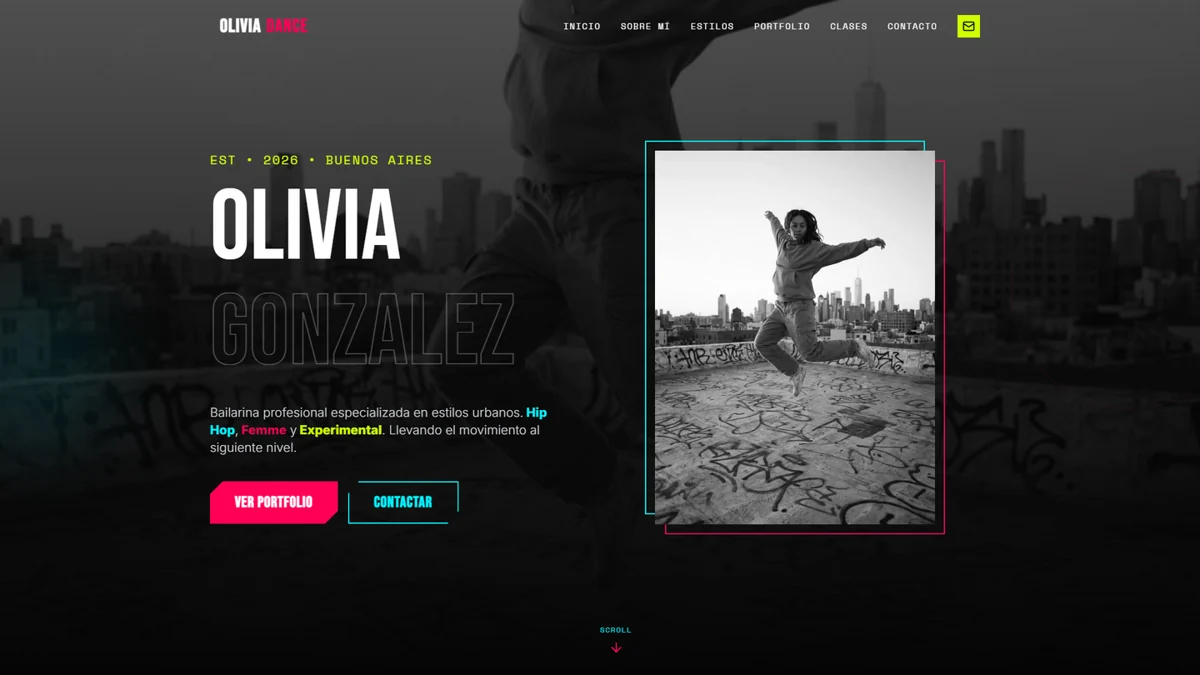 OLIVIA DANCE
INICIO SOBRE MÍ ESTILOS PORTFOLIO CLASES CONTACTO
EST • 2026 • BUENOS AIRES
OLIVIA
GONZALEZ
Bailarina profesional especializada en estilos urbanos. Hip
Hop, Femme y Experimental. Llevando el movimiento al
siguiente nivel.
VER PORTFOLIO CONTACTAR
SCROLL